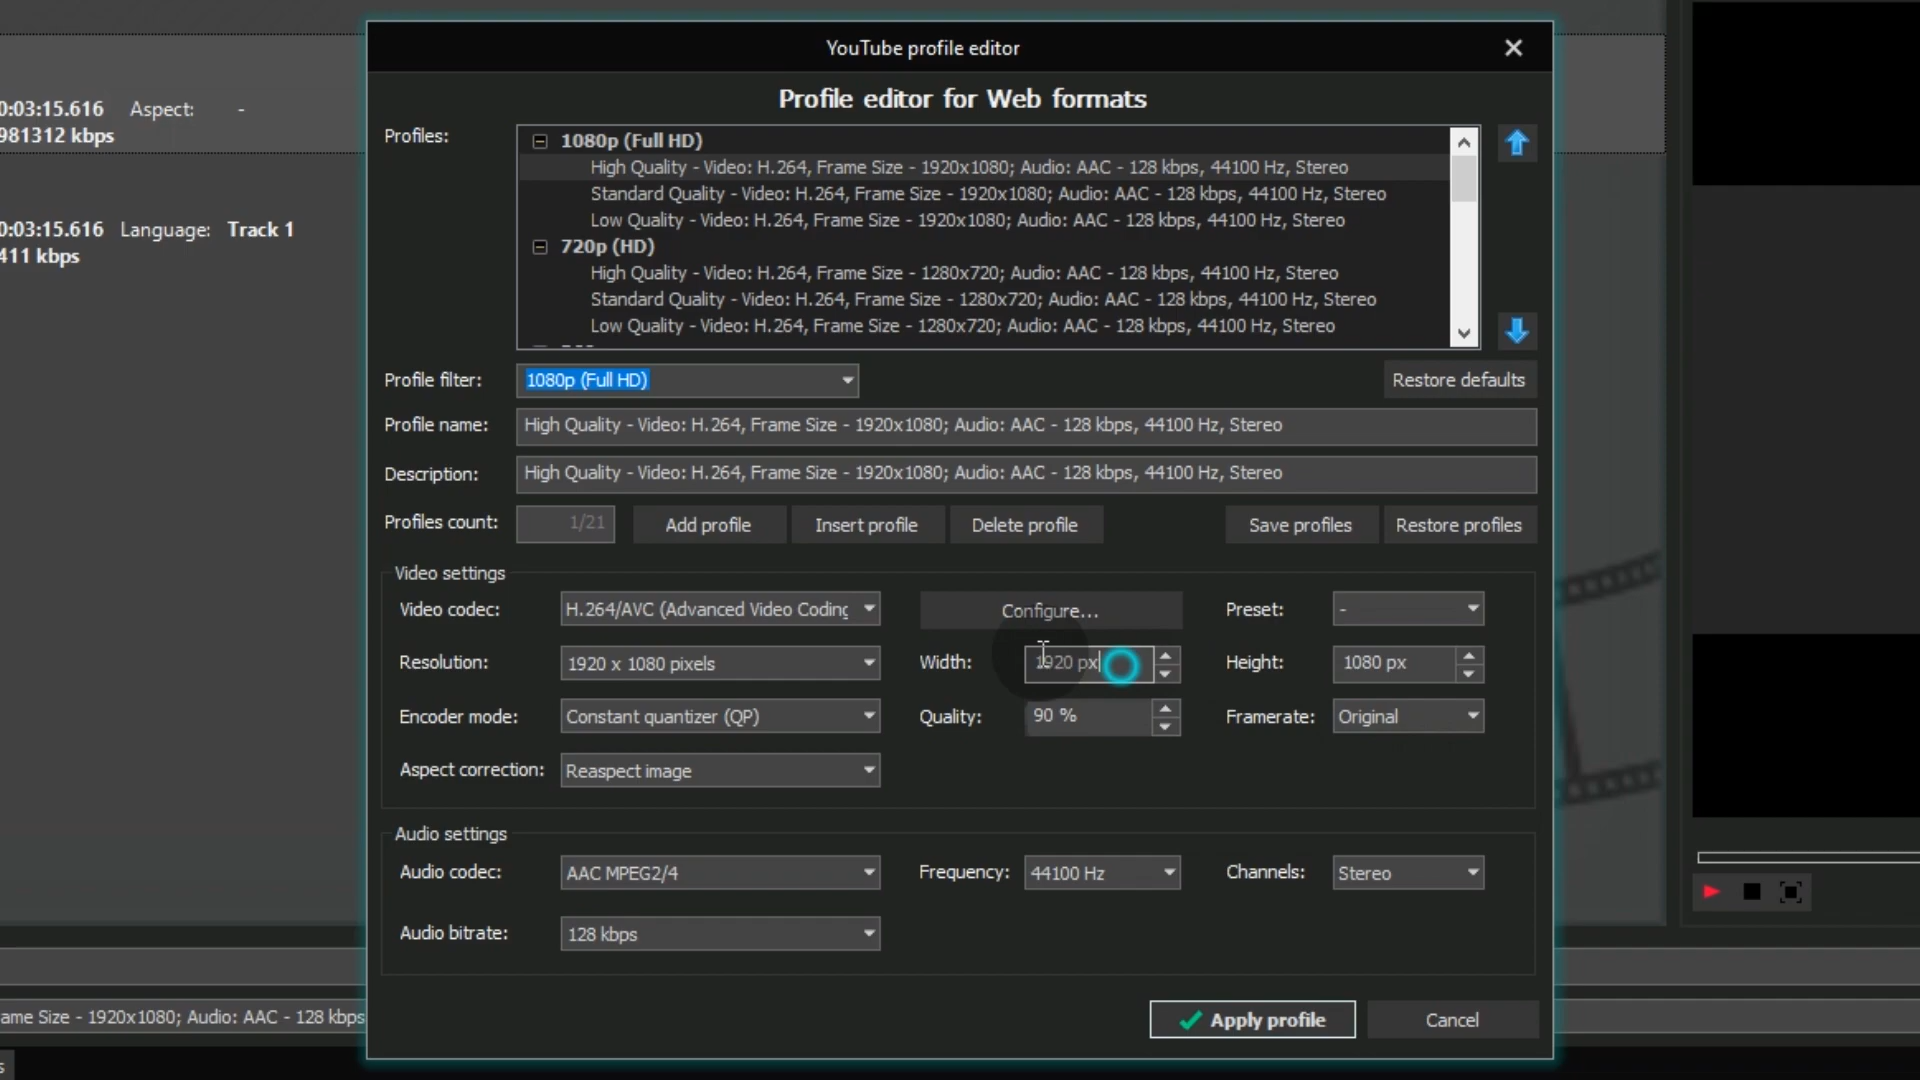 YouTube profile editor
Profile editor for Web formats
0:03:15.616 Aspect: -
981312 kbps
0:03:15.616 Language: Track 1
411 kbps
Profiles:
1080p (Full HD)
High Quality - Video: H.264, Frame Size - 1920x1080; Audio: AAC - 128 kbps, 44100 Hz, Stereo
Standard Quality - Video: H.264, Frame Size - 1920x1080; Audio: AAC - 128 kbps, 44100 Hz, Stereo
Low Quality - Video: H.264, Frame Size - 1920x1080; Audio: AAC - 128 kbps, 44100 Hz, Stereo
720p (HD)
High Quality - Video: H.264, Frame Size - 1280x720; Audio: AAC - 128 kbps, 44100 Hz, Stereo
Standard Quality - Video: H.264, Frame Size - 1280x720; Audio: AAC - 128 kbps, 44100 Hz, Stereo
Low Quality - Video: H.264, Frame Size - 1280x720; Audio: AAC - 128 kbps, 44100 Hz, Stereo
Profile filter: 1080p (Full HD) Restore defaults
Profile name: High Quality - Video: H.264, Frame Size - 1920x1080; Audio: AAC - 128 kbps, 44100 Hz, Stereo
Description: High Quality - Video: H.264, Frame Size - 1920x1080; Audio: AAC - 128 kbps, 44100 Hz, Stereo
Profiles count: 1/21 Add profile Insert profile Delete profile Save profiles Restore profiles
Video settings
Video codec: H.264/AVC (Advanced Video Coding Configure... Preset: -
Resolution: 1920 x 1080 pixels Width: 1920 px Height: 1080 px
Encoder mode: Constant quantizer (QP) Quality: 90 % Framerate: Original
Aspect correction: Reaspect image
Audio settings
Audio codec: AAC MPEG2/4 Frequency: 44100 Hz Channels: Stereo
Audio bitrate: 128 kbps
ame Size - 1920x1080; Audio: AAC - 128 kbps
Apply profile Cancel
s